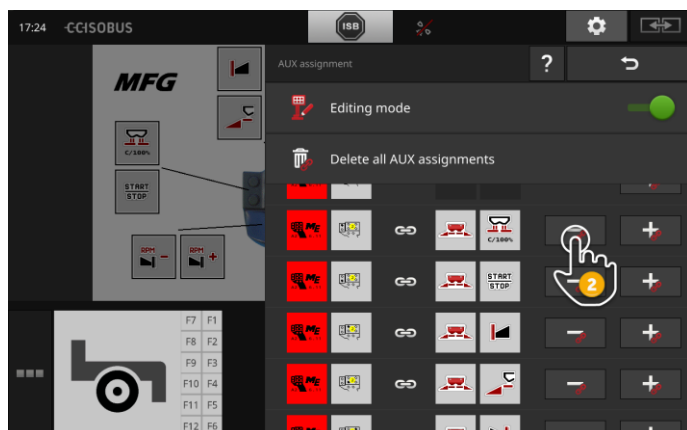 17:24 CCISOBUS ISB
AUX assignment ?
MFG
Editing mode
Delete all AUX assignments
C/100%
START
STOP
RPM - RPM +
C/100%
START
STOP
2
F7 F1
F8 F2
F9 F3
F10 F4
F11 F5
F12 F6